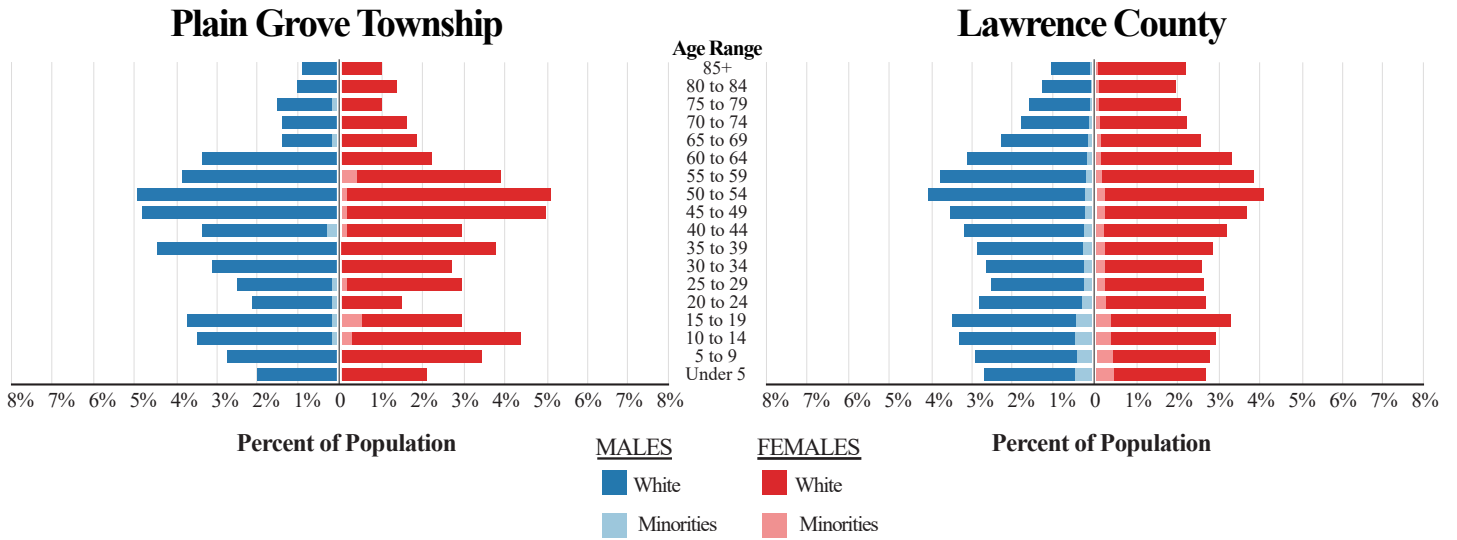 Plain Grove Township
Lawrence County
Age Range
85+
80 to 84
75 to 79
70 to 74
65 to 69
60 to 64
55 to 59
50 to 54
45 to 49
40 to 44
35 to 39
30 to 34
25 to 29
20 to 24
15 to 19
10 to 14
5 to 9
Under 5
8% 7% 6% 5% 4% 3% 2% 1% 0 1% 2% 3% 4% 5% 6% 7% 8%
8% 7% 6% 5% 4% 3% 2% 1% 0 1% 2% 3% 4% 5% 6% 7% 8%
Percent of Population
Percent of Population
MALES
White
Minorities
FEMALES
White
Minorities